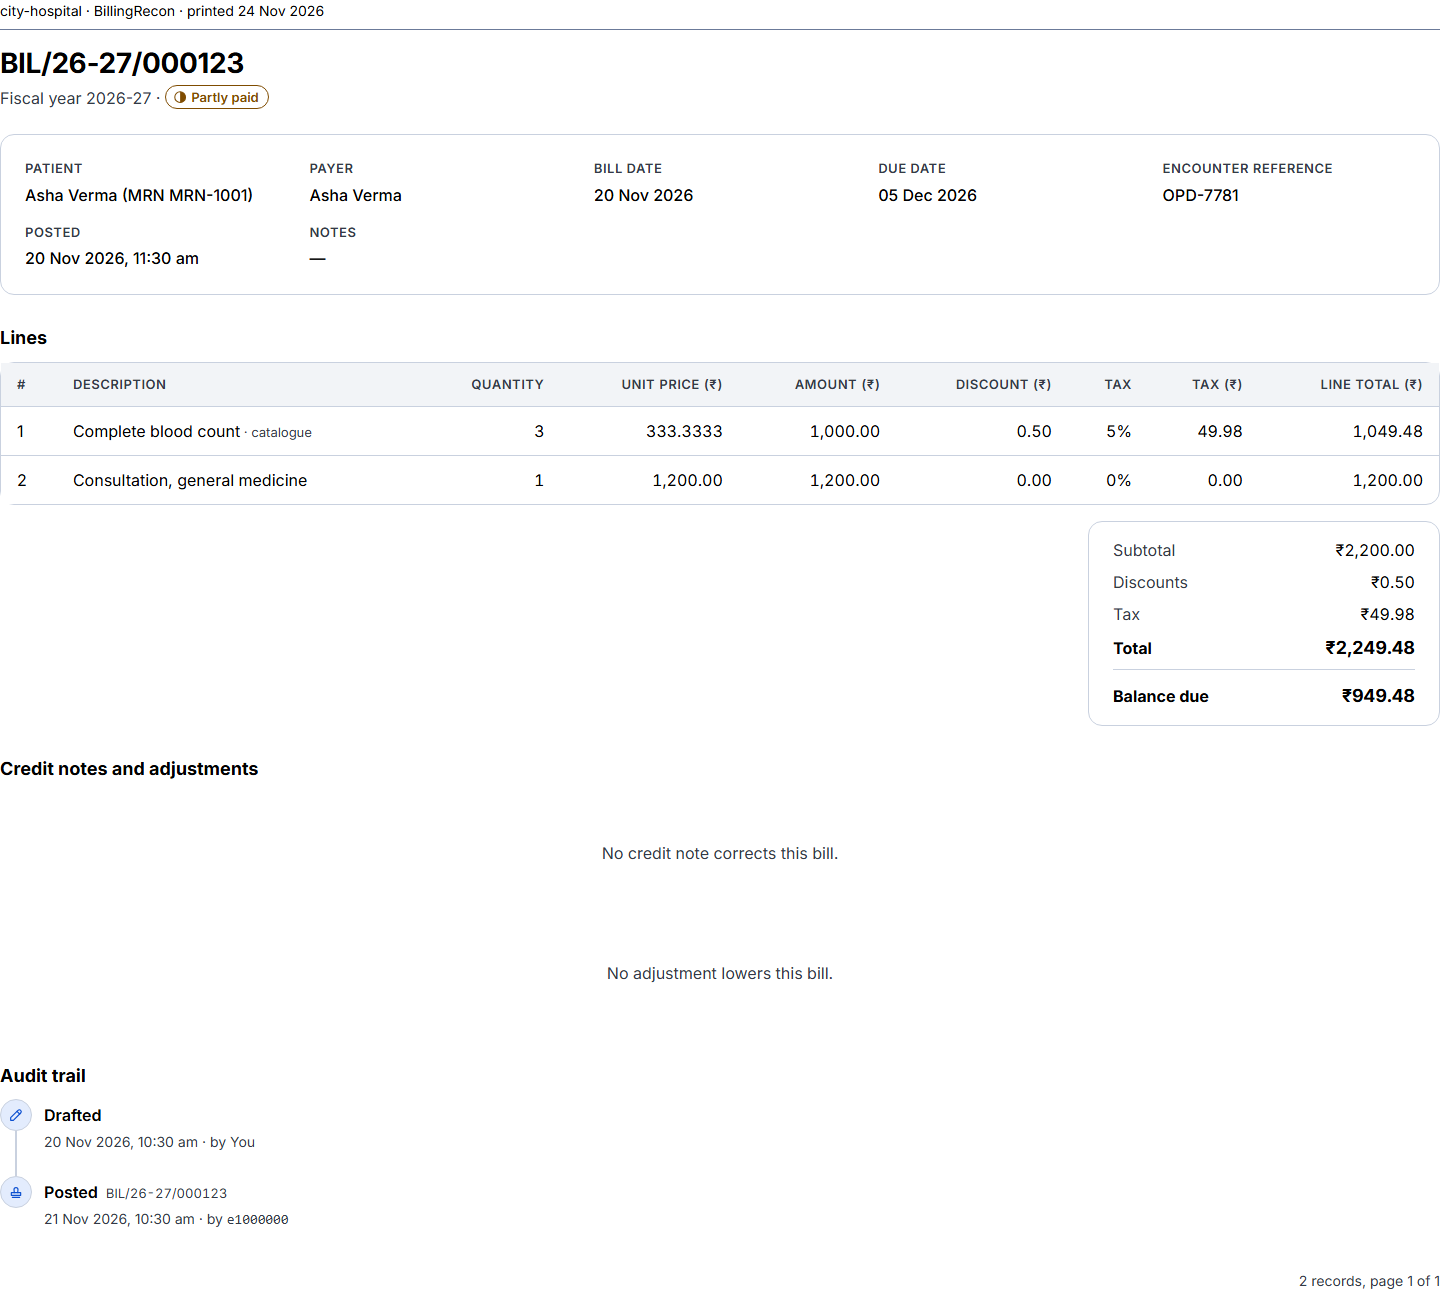 city-hospital · BillingRecon · printed 24 Nov 2026
BIL/26-27/000123
Fiscal year 2026-27 · Partly paid
PATIENT PAYER BILL DATE DUE DATE ENCOUNTER REFERENCE
Asha Verma (MRN MRN-1001) Asha Verma 20 Nov 2026 05 Dec 2026 OPD-7781
POSTED NOTES
20 Nov 2026, 11:30 am —
Lines
# DESCRIPTION QUANTITY UNIT PRICE (₹) AMOUNT (₹) DISCOUNT (₹) TAX TAX (₹) LINE TOTAL (₹)
1 Complete blood count · catalogue 3 333.3333 1,000.00 0.50 5% 49.98 1,049.48
2 Consultation, general medicine 1 1,200.00 1,200.00 0.00 0% 0.00 1,200.00
Subtotal ₹2,200.00
Discounts ₹0.50
Tax ₹49.98
Total ₹2,249.48
Balance due ₹949.48
Credit notes and adjustments
No credit note corrects this bill.
No adjustment lowers this bill.
Audit trail
Drafted
20 Nov 2026, 10:30 am · by You
Posted BIL/26-27/000123
21 Nov 2026, 10:30 am · by e1000000
2 records, page 1 of 1